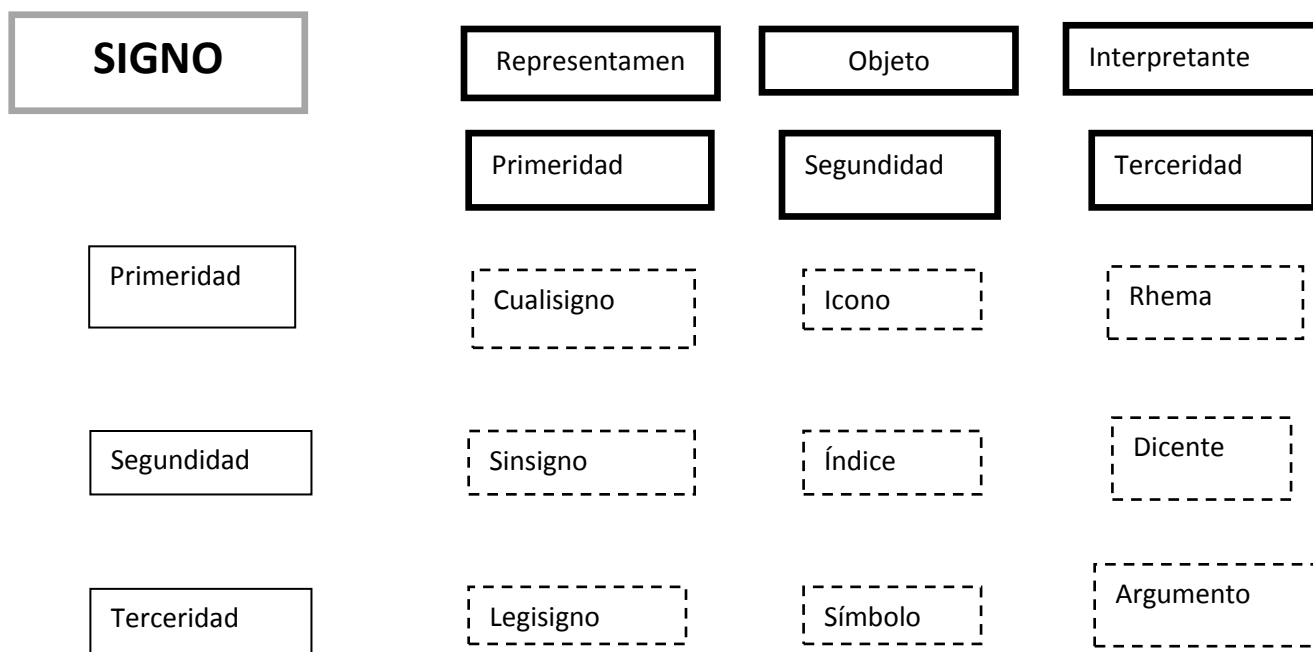 SIGNO
Representamen
Objeto
Interpretante
Primeridad
Segundidad
Terceridad
Primeridad
Cualisigno
Icono
Rhema
Segundidad
Sinsigno
Índice
Dicente
Terceridad
Legisigno
Símbolo
Argumento